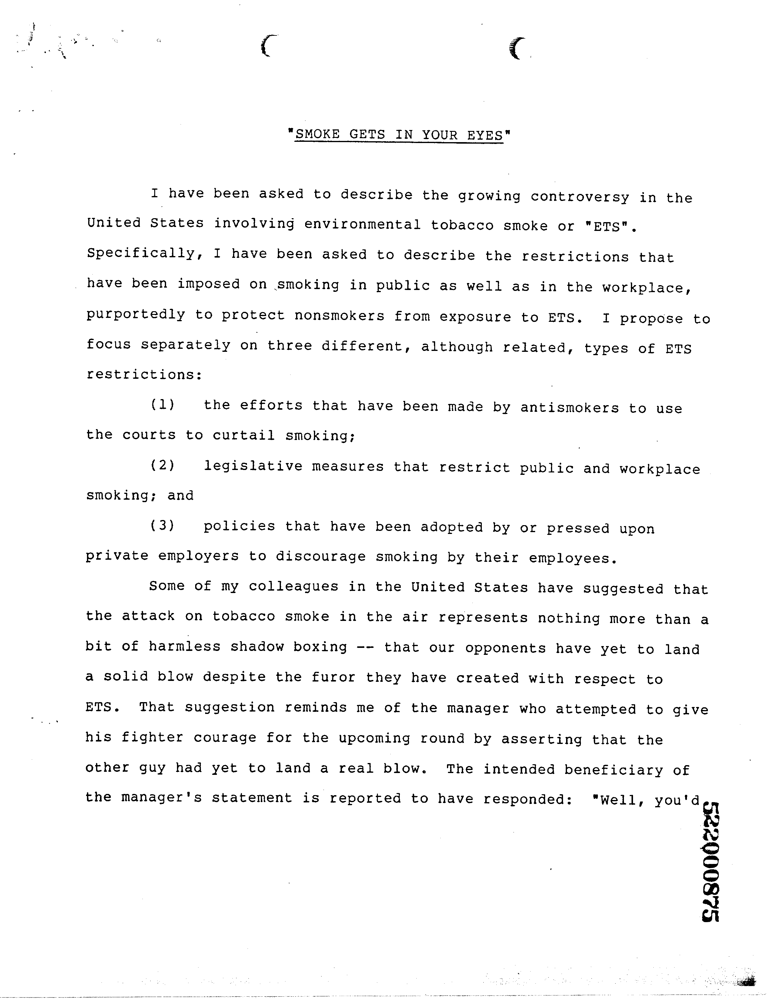 "SMOKE GETS IN YOUR EYES"
I have been asked to describe the growing controversy in the
United States involving environmental tobacco smoke or "ETS".
Specifically, I have been asked to describe the restrictions that
have been imposed on smoking in public as well as in the workplace,
purportedly to protect nonsmokers from exposure to ETS. I propose to
focus separately on three different, although related, types of ETS
restrictions:
(1) the efforts that have been made by antismokers to use
the courts to curtail smoking;
(2) legislative measures that restrict public and workplace
smoking; and
(3) policies that have been adopted by or pressed upon
private employers to discourage smoking by their employees.
Some of my colleagues in the United States have suggested that
the attack on tobacco smoke in the air represents nothing more than a
bit of harmless shadow boxing -- that our opponents have yet to land
a solid blow despite the furor they have created with respect to
ETS. That suggestion reminds me of the manager who attempted to give
his fighter courage for the upcoming round by asserting that the
other guy had yet to land a real blow. The intended beneficiary of
the manager's statement is reported to have responded: "Well, you'd
522000875